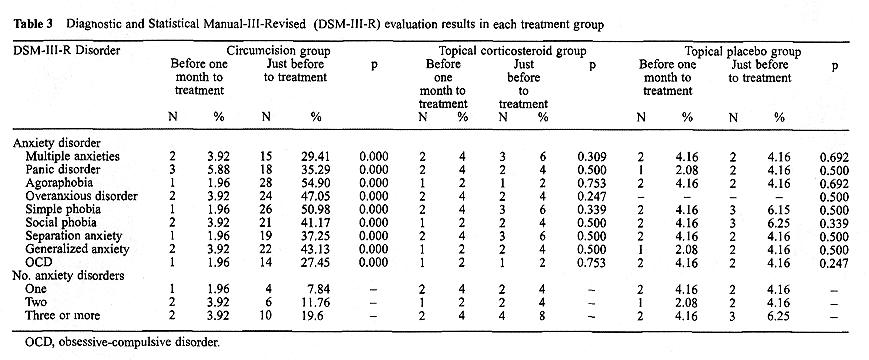 Table 3 Diagnostic and Statistical Manual-III-Revised (DSM-III-R) evaluation results in each treatment group
DSM-III-R Disorder Circumcision group Topical corticosteroid group Topical placebo group
Before one Just before p Before Just p Before one Just before p
month to to treatment one before month to to treatment
treatment month to to treatment
treatment treatment
N % N % N % N % N % N %
Anxiety disorder
Multiple anxieties 2 3.92 15 29.41 0.000 2 4 3 6 0.309 2 4.16 2 4.16 0.692
Panic disorder 3 5.88 18 35.29 0.000 2 4 2 4 0.500 1 2.08 2 4.16 0.500
Agoraphobia 1 1.96 28 54.90 0.000 1 2 1 2 0.753 2 4.16 2 4.16 0.692
Overanxious disorder 2 3.92 24 47.05 0.000 2 4 2 4 0.247 – – – – 0.500
Simple phobia 1 1.96 26 50.98 0.000 2 4 3 6 0.339 2 4.16 3 6.15 0.500
Social phobia 2 3.92 21 41.17 0.000 1 2 2 4 0.500 2 4.16 3 6.25 0.339
Separation anxiety 1 1.96 19 37.25 0.000 2 4 3 6 0.500 2 4.16 2 4.16 0.500
Generalized anxiety 2 3.92 22 43.13 0.000 1 2 2 4 0.500 1 2.08 2 4.16 0.500
OCD 1 1.96 14 27.45 0.000 1 2 1 2 0.753 2 4.16 2 4.16 0.247
No. anxiety disorders
One 1 1.96 4 7.84 – 2 4 2 4 – 2 4.16 2 4.16 –
Two 2 3.92 6 11.76 – 1 2 2 4 – 1 2.08 2 4.16 –
Three or more 2 3.92 10 19.6 – 2 4 4 8 – 2 4.16 3 6.25 –
OCD, obsessive-compulsive disorder.